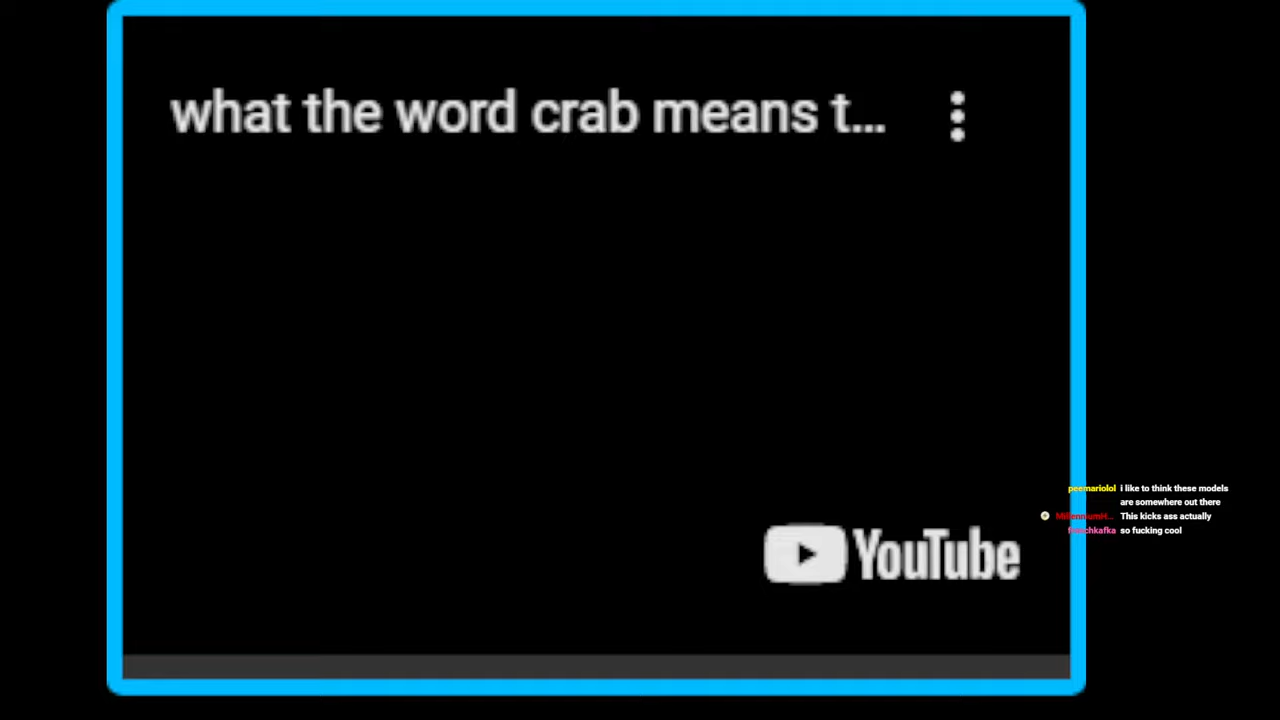 what the word crab means t...
YouTube
peemariolol i like to think these models
are somewhere out there
This kicks ass actually
so fucking cool